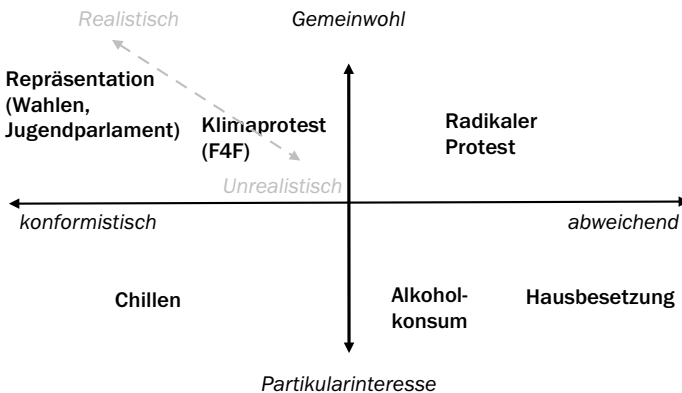 Realistisch
Gemeinwohl
Repräsentation
(Wahlen,
Jugendparlament)
Klimaprotest
(F4F)
Radikaler
Protest
Unrealistisch
konformistisch
abweichend
Chillen
Alkohol-
konsum
Hausbesetzung
Partikularinteresse